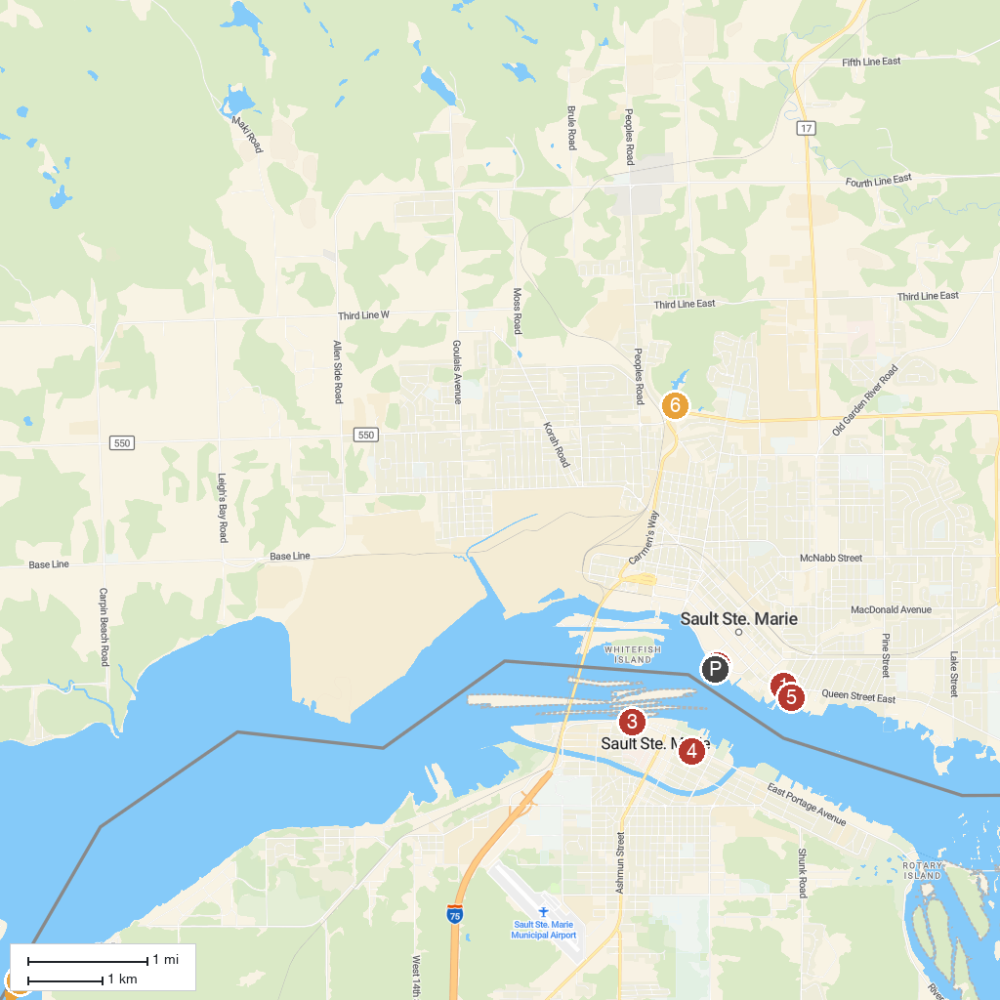 Fifth Line East
Brule Road
Peoples Road
Maki Road
17
Fourth Line East
Moss Road
Third Line East
Third Line East
Third Line W
Allen Side Road
Goulais Avenue
Peoples Road
Old Garden River Road
6
550
550
Korah Road
Leigh's Bay Road
Carmen's Way
McNabb Street
Base Line
Base Line
Carpin Beach Road
MacDonald Avenue
Sault Ste. Marie
Pine Street
Lake Street
WHITEFISH
ISLAND
P
1
5
Queen Street East
3
Sault Ste. Marie
4
East Portage Avenue
Ashmun Street
Shunk Road
ROTARY
ISLAND
75
Sault Ste. Marie
Municipal Airport
West 14th
River
1 mi
1 km